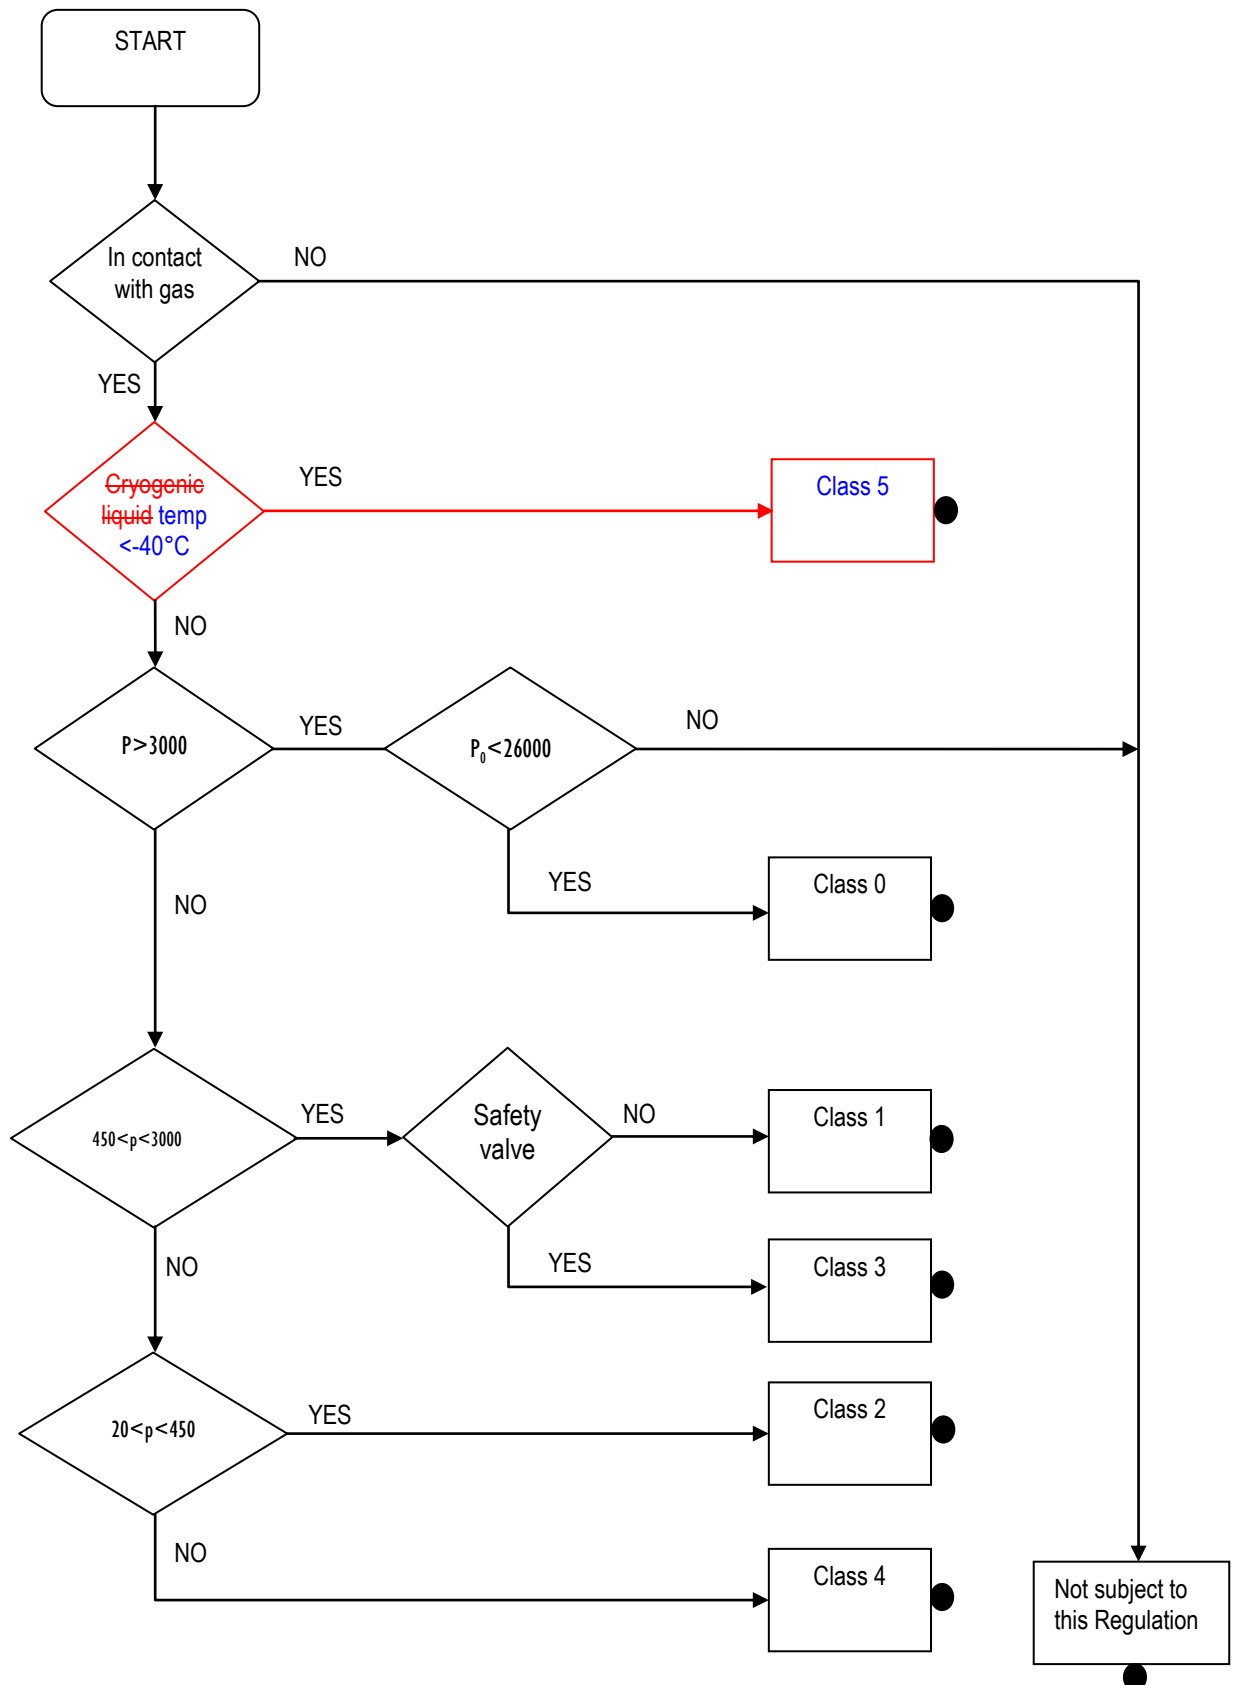 START
In contact
with gas
NO
YES
Cryogenic
liquid temp
<-40°C
YES
Class 5
NO
P>3000
YES
P₀<26000
NO
YES
Class 0
NO
450<p<3000
YES
Safety
valve
NO
Class 1
YES
Class 3
NO
20<p<450
YES
Class 2
NO
Class 4
Not subject to
this Regulation